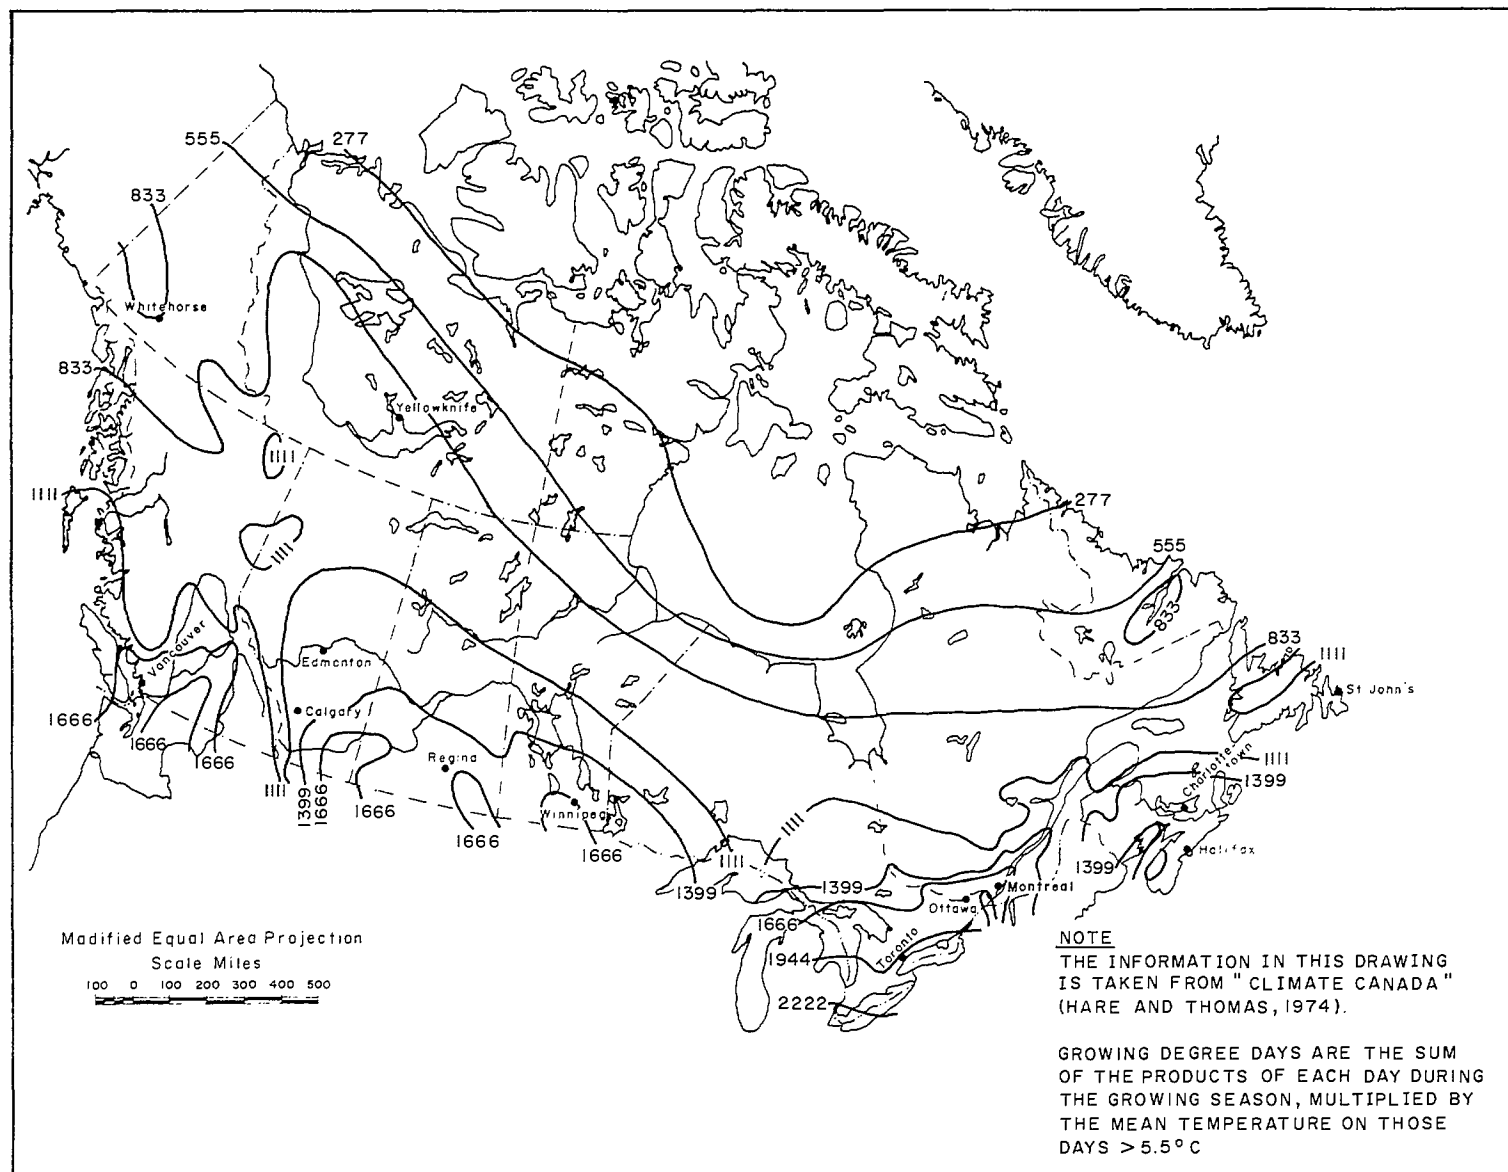 277
555
833
Whitehorse
833
Yellowknife
1111
1111
277
1111
555
833
Vancouver
833
1111
Edmonton
St John's
1666
Calgary
1666
1666
Regina
Charlotte
town
1111
1399
1111
1399
1666
1666
Winnipeg
1666
1666
1111
1111
1399
Halifax
1399
1399
Montreal
Ottawa
1666
Toronto
1944
2222
Modified Equal Area Projection
Scale Miles
100 0 100 200 300 400 500
NOTE
THE INFORMATION IN THIS DRAWING
IS TAKEN FROM "CLIMATE CANADA"
(HARE AND THOMAS, 1974).
GROWING DEGREE DAYS ARE THE SUM
OF THE PRODUCTS OF EACH DAY DURING
THE GROWING SEASON, MULTIPLIED BY
THE MEAN TEMPERATURE ON THOSE
DAYS > 5.5° C